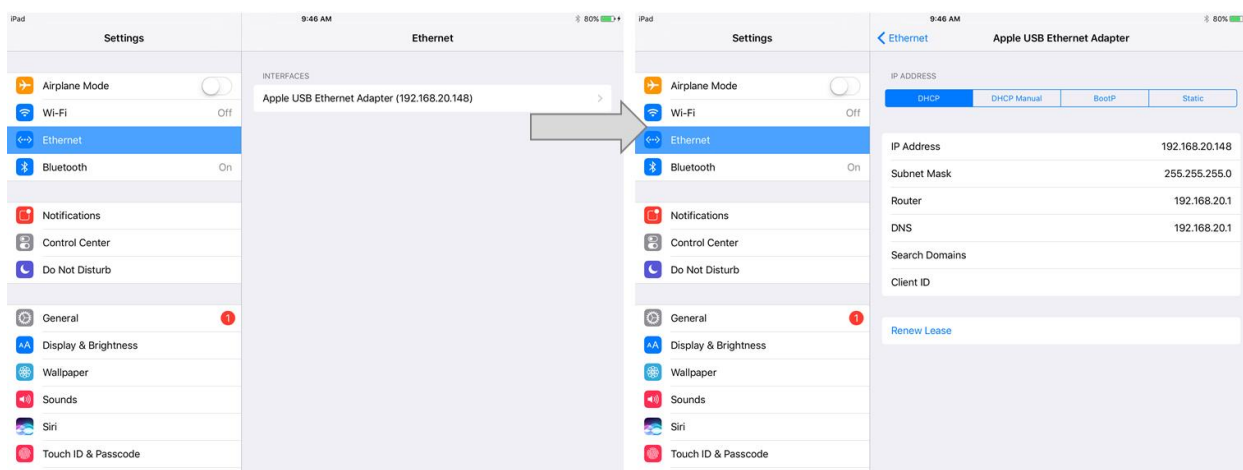 iPad 9:46 AM 80%
Settings Ethernet
Airplane Mode
Wi-Fi Off
Ethernet
Bluetooth On
Notifications
Control Center
Do Not Disturb
General 1
Display & Brightness
Wallpaper
Sounds
Siri
Touch ID & Passcode
INTERFACES
Apple USB Ethernet Adapter (192.168.20.148)
iPad 9:46 AM 80%
Settings Ethernet Apple USB Ethernet Adapter
Airplane Mode
Wi-Fi Off
Ethernet
Bluetooth On
Notifications
Control Center
Do Not Disturb
General 1
Display & Brightness
Wallpaper
Sounds
Siri
Touch ID & Passcode
IP ADDRESS
DHCP DHCP Manual BootP Static
IP Address 192.168.20.148
Subnet Mask 255.255.255.0
Router 192.168.20.1
DNS 192.168.20.1
Search Domains
Client ID
Renew Lease